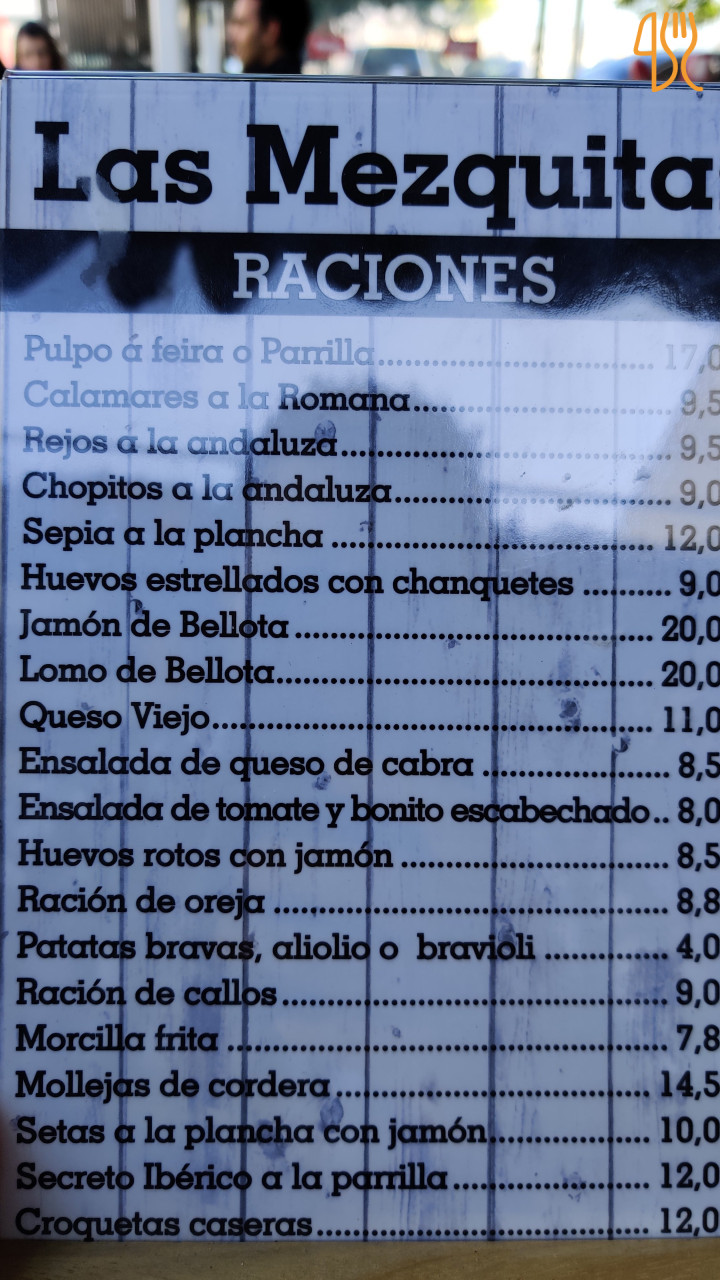 Las Mezquita
RACIONES
Pulpo á feira o Parrilla.................................... 17,0
Calamares a la Romana................................. 9,5
Rejos a la andaluza.......................................... 9,5
Chopitos a la andaluza................................... 9,0
Sepia a la plancha .......................................... 12,0
Huevos estrellados con chanquetes .......... 9,0
Jamón de Bellota.............................................. 20,0
Lomo de Bellota................................................ 20,0
Queso Viejo......................................................... 11,0
Ensalada de queso de cabra ........................ 8,5
Ensalada de tomate y bonito escabechado.. 8,0
Huevos rotos con jamón .................................. 8,5
Ración de oreja .................................................. 8,8
Patatas bravas, aliolio o bravioli ................ 4,0
Ración de callos.................................................. 9,0
Morcilla frita ........................................................ 7,8
Mollejas de cordera.......................................... 14,5
Setas a la plancha con jamón...................... 10,0
Secreto Ibérico a la parrilla.......................... 12,0
Croquetas caseras............................................ 12,0